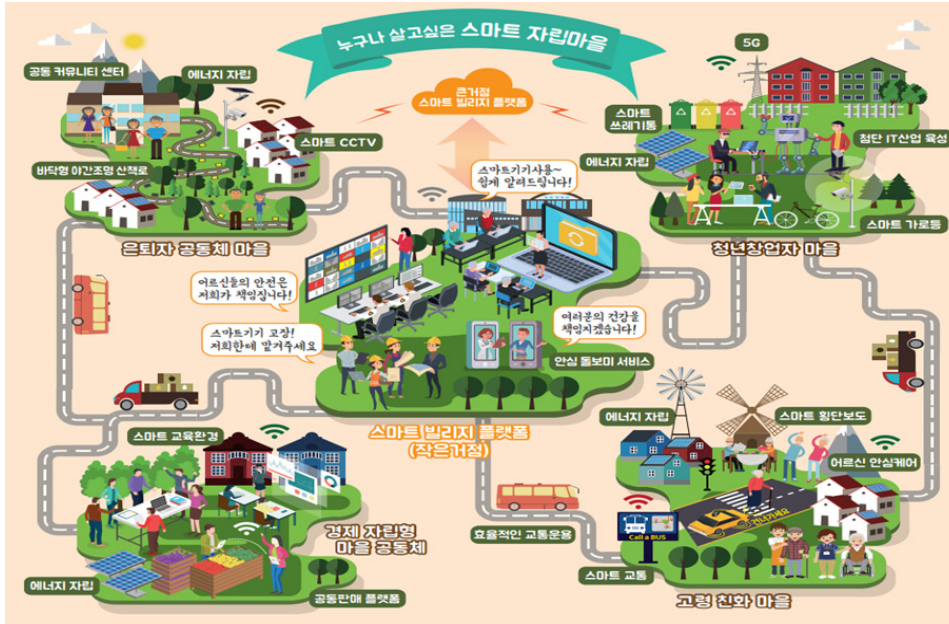 누구나 살고싶은 스마트 자립마을
공동 커뮤니티 센터
에너지 자립
스마트 CCTV
바닥형 야간조명 산책로
은퇴자 공동체 마을
큰거점
스마트 빌리지 플랫폼
5G
스마트
쓰레기통
첨단 IT산업 육성
에너지 자립
스마트 가로등
청년창업자 마을
스마트기기사용~
쉽게 알려드립니다!
어르신들의 안전은
저희가 책임집니다!
스마트기기 고장!
저희한테 맡겨주세요
여러분의 건강을
책임지겠습니다!
안심 돌보미 서비스
스마트 빌리지 플랫폼
(작은거점)
스마트 교육환경
경제 자립형
마을 공동체
에너지 자립
공동판매 플랫폼
효율적인 교통운용
에너지 자립
스마트 횡단보도
어르신 안심케어
건너가세요
Call a BUS
스마트 교통
고령 친화 마을